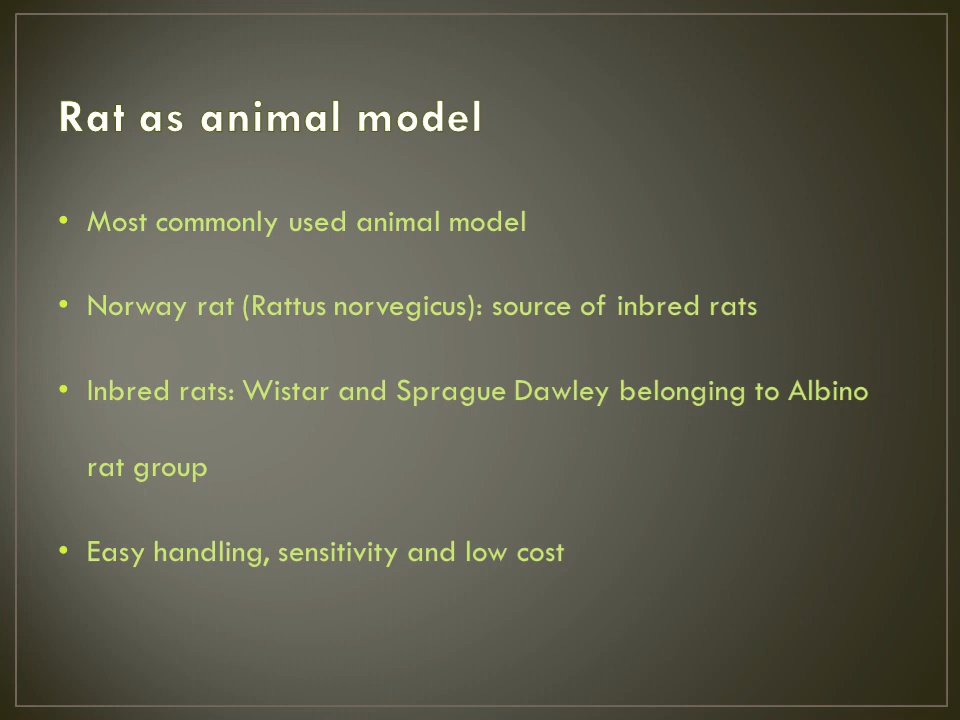 Rat as animal model
• Most commonly used animal model
• Norway rat (Rattus norvegicus): source of inbred rats
• Inbred rats: Wistar and Sprague Dawley belonging to Albino
rat group
• Easy handling, sensitivity and low cost